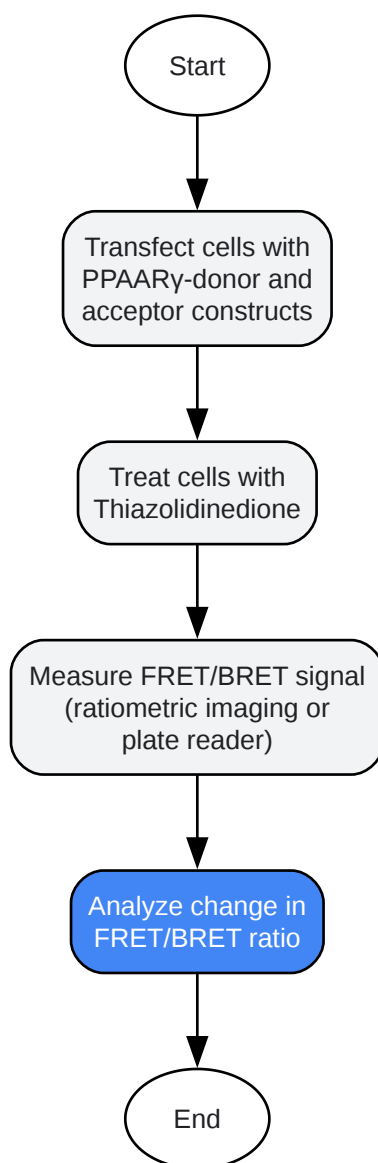 Start
Transfect cells with
PPAARγ-donor and
acceptor constructs
Treat cells with
Thiazolidinedione
Measure FRET/BRET signal
(ratiometric imaging or
plate reader)
Analyze change in
FRET/BRET ratio
End